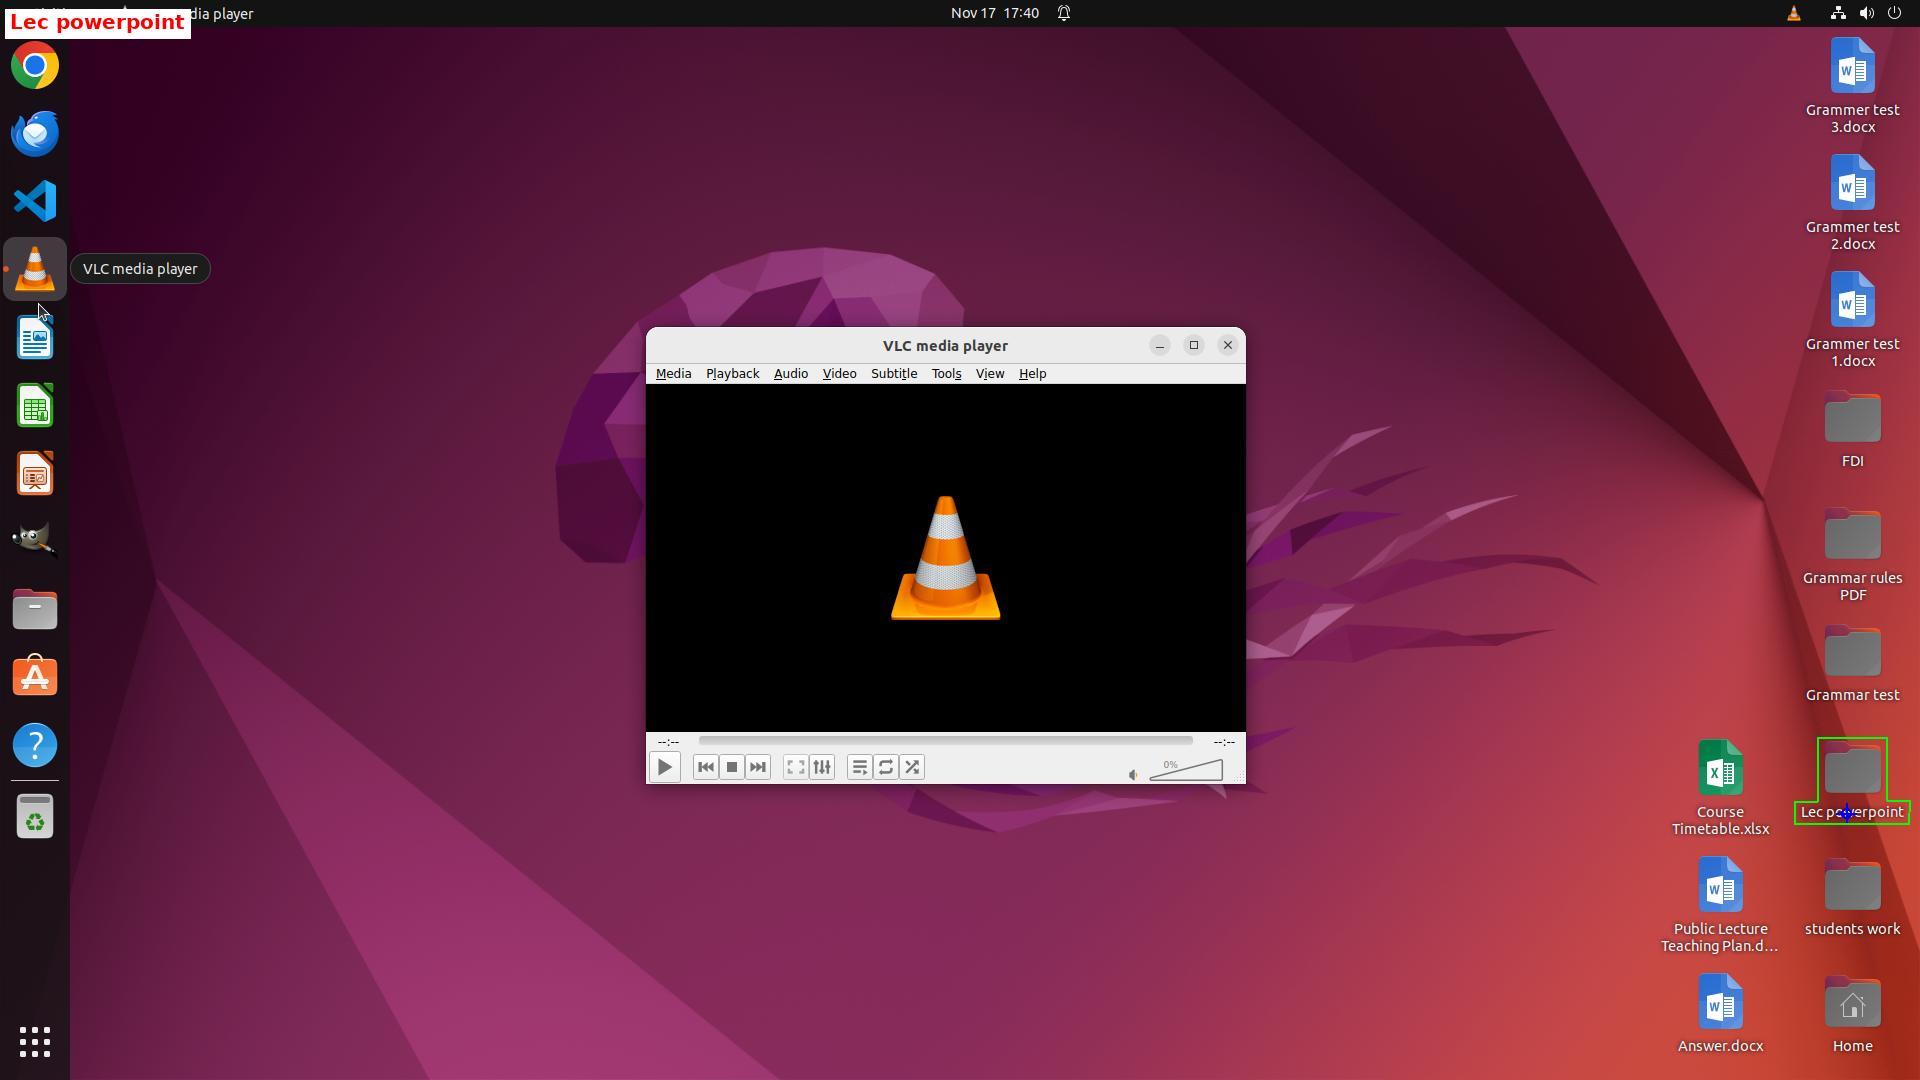 Lec powerpoint
dia player
Nov 17 17:40
VLC media player
VLC media player
Media Playback Audio Video Subtitle Tools View Help
--:-- --:--
0%
Grammer test
3.docx
Grammer test
2.docx
Grammer test
1.docx
FDI
Grammar rules
PDF
Grammar test
Course
Timetable.xlsx
Lec powerpoint
Public Lecture
Teaching Plan.d...
students work
Answer.docx
Home